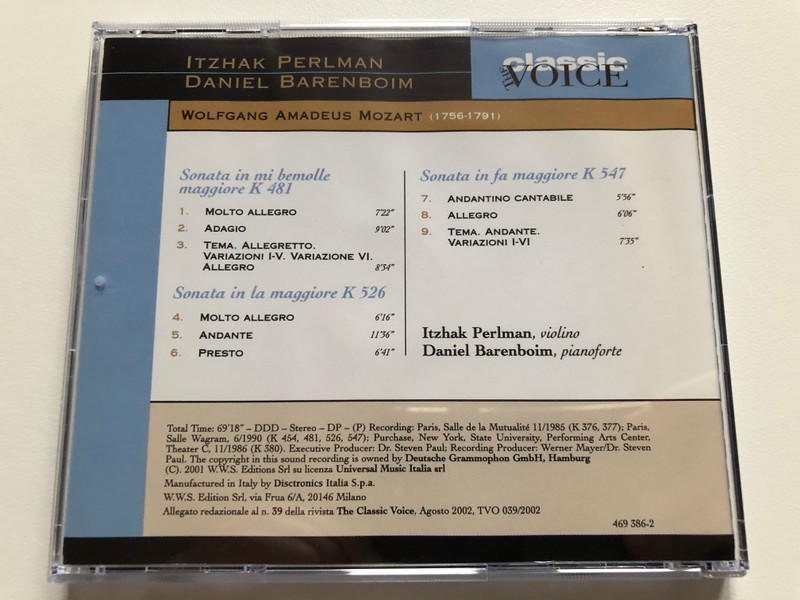 ITZHAK PERLMAN
DANIEL BARENBOIM
classic
THE VOICE
WOLFGANG AMADEUS MOZART (1756-1791)
Sonata in mi bemolle
maggiore K 481
1. MOLTO ALLEGRO 7'22"
2. ADAGIO 9'02"
3. TEMA. ALLEGRETTO.
VARIAZIONI I-V. VARIAZIONE VI.
ALLEGRO 8'34"
Sonata in la maggiore K 526
4. MOLTO ALLEGRO 6'16"
5. ANDANTE 11'36"
6. PRESTO 6'41"
Sonata in fa maggiore K 547
7. ANDANTINO CANTABILE 5'56"
8. ALLEGRO 6'06"
9. TEMA. ANDANTE.
VARIAZIONI I-VI 7'35"
Itzhak Perlman, violino
Daniel Barenboim, pianoforte
Total Time: 69'18" – DDD – Stereo – DP – (P) Recording: Paris, Salle de la Mutualité 11/1985 (K 376, 377); Paris,
Salle Wagram, 6/1990 (K 454, 481, 526, 547); Purchase, New York, State University, Performing Arts Center,
Theater C, 11/1986 (K 380). Executive Producer: Dr. Steven Paul; Recording Producer: Werner Mayer/Dr. Steven
Paul. The copyright in this sound recording is owned by Deutsche Grammophon GmbH, Hamburg
(C). 2001 W.W.S. Editions Srl su licenza Universal Music Italia srl
Manufactured in Italy by Disctronics Italia S.p.a.
W.W.S. Edition Srl, via Frua 6/A, 20146 Milano
Allegato redazionale al n. 39 della rivista The Classic Voice, Agosto 2002, TVO 039/2002
469 386-2